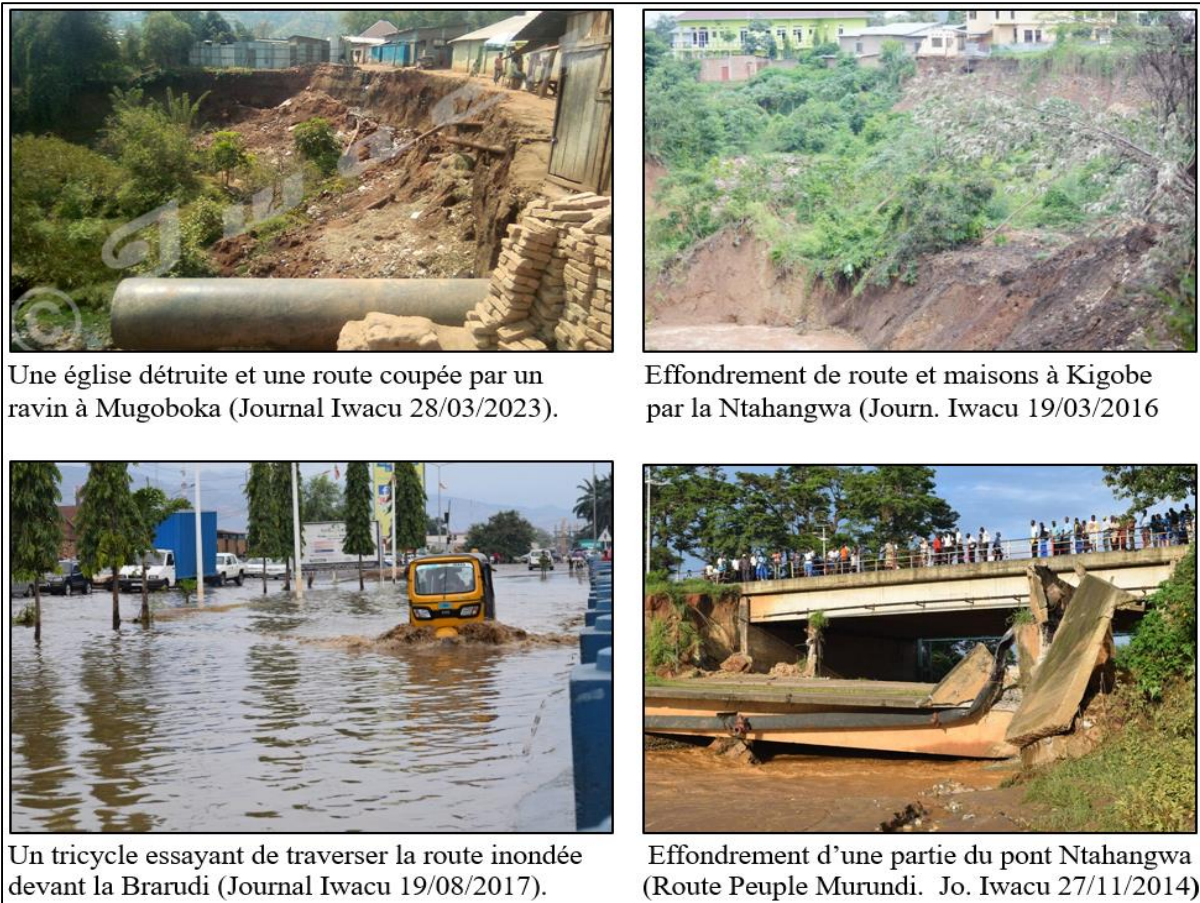 ©
Une église détruite et une route coupée par un
ravin à Mugoboka (Journal Iwacu 28/03/2023).
Effondrement de route et maisons à Kigobe
par la Ntahangwa (Journ. Iwacu 19/03/2016
Un tricycle essayant de traverser la route inondée
devant la Brarudi (Journal Iwacu 19/08/2017).
Effondrement d’une partie du pont Ntahangwa
(Route Peuple Murundi. Jo. Iwacu 27/11/2014)